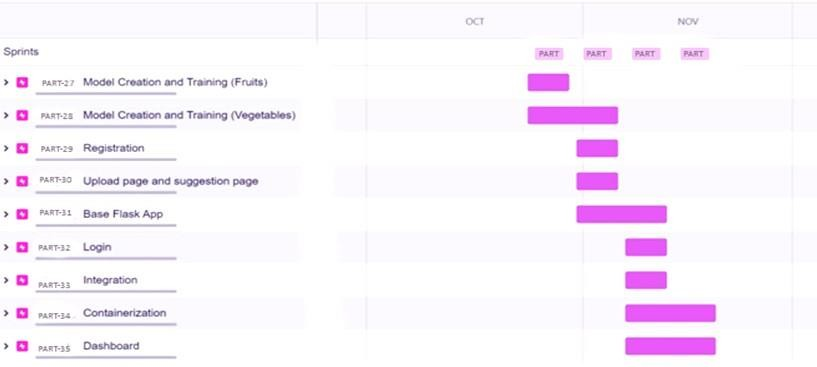 OCT NOV
Sprints PART PART PART PART
PART-27 Model Creation and Training (Fruits)
PART-28 Model Creation and Training (Vegetables)
PART-29 Registration
PART-30 Upload page and suggestion page
PART-31 Base Flask App
PART-32 Login
PART-33 Integration
PART-34 Containerization
PART-35 Dashboard